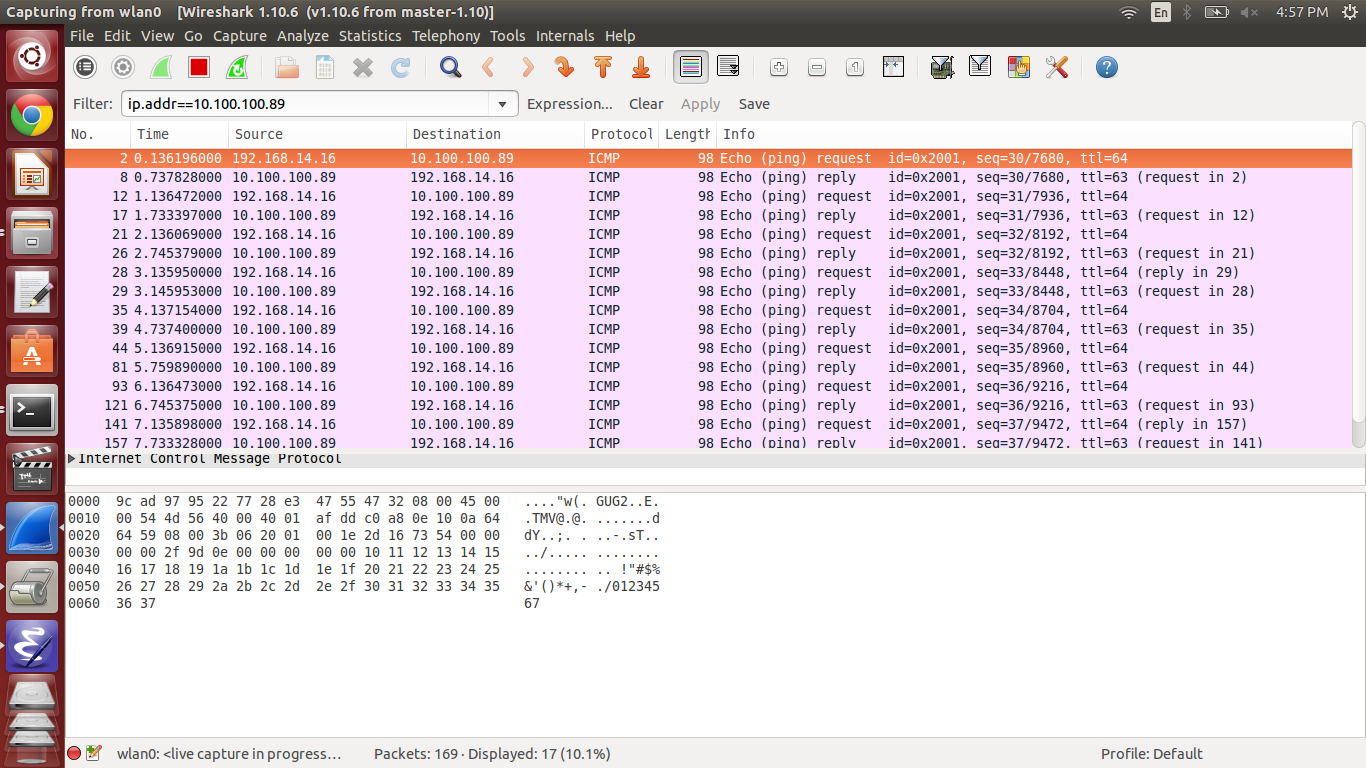 Capturing from wlan0 [Wireshark 1.10.6 (v1.10.6 from master-1.10)]
En
4:57 PM
File Edit View Go Capture Analyze Statistics Telephony Tools Internals Help
Filter: ip.addr==10.100.100.89 Expression... Clear Apply Save
No. Time Source Destination Protocol Length Info
2 0.136196000 192.168.14.16 10.100.100.89 ICMP 98 Echo (ping) request id=0x2001, seq=30/7680, ttl=64
8 0.737828000 10.100.100.89 192.168.14.16 ICMP 98 Echo (ping) reply id=0x2001, seq=30/7680, ttl=63 (request in 2)
12 1.136472000 192.168.14.16 10.100.100.89 ICMP 98 Echo (ping) request id=0x2001, seq=31/7936, ttl=64
17 1.733397000 10.100.100.89 192.168.14.16 ICMP 98 Echo (ping) reply id=0x2001, seq=31/7936, ttl=63 (request in 12)
21 2.136069000 192.168.14.16 10.100.100.89 ICMP 98 Echo (ping) request id=0x2001, seq=32/8192, ttl=64
26 2.745379000 10.100.100.89 192.168.14.16 ICMP 98 Echo (ping) reply id=0x2001, seq=32/8192, ttl=63 (request in 21)
28 3.135950000 192.168.14.16 10.100.100.89 ICMP 98 Echo (ping) request id=0x2001, seq=33/8448, ttl=64 (reply in 29)
29 3.145953000 10.100.100.89 192.168.14.16 ICMP 98 Echo (ping) reply id=0x2001, seq=33/8448, ttl=63 (request in 28)
35 4.137154000 192.168.14.16 10.100.100.89 ICMP 98 Echo (ping) request id=0x2001, seq=34/8704, ttl=64
39 4.737400000 10.100.100.89 192.168.14.16 ICMP 98 Echo (ping) reply id=0x2001, seq=34/8704, ttl=63 (request in 35)
44 5.136915000 192.168.14.16 10.100.100.89 ICMP 98 Echo (ping) request id=0x2001, seq=35/8960, ttl=64
81 5.759890000 10.100.100.89 192.168.14.16 ICMP 98 Echo (ping) reply id=0x2001, seq=35/8960, ttl=63 (request in 44)
93 6.136473000 192.168.14.16 10.100.100.89 ICMP 98 Echo (ping) request id=0x2001, seq=36/9216, ttl=64
121 6.745375000 10.100.100.89 192.168.14.16 ICMP 98 Echo (ping) reply id=0x2001, seq=36/9216, ttl=63 (request in 93)
141 7.135898000 192.168.14.16 10.100.100.89 ICMP 98 Echo (ping) request id=0x2001, seq=37/9472, ttl=64 (reply in 157)
157 7.733328000 10.100.100.89 192.168.14.16 ICMP 98 Echo (ping) reply id=0x2001, seq=37/9472, ttl=63 (request in 141)
Internet Control Message Protocol
0000 9c ad 97 95 22 77 28 e3 47 55 47 32 08 00 45 00 ...."w(. GUG2..E.
0010 00 54 4d 56 40 00 40 01 af dd c0 a8 0e 10 0a 64 .TMV@.@. .......d
0020 64 59 08 00 3b 06 20 01 00 1e 2d 16 73 54 00 00 dY..;. . ..-.sT..
0030 00 00 2f 9d 0e 00 00 00 00 00 10 11 12 13 14 15 ../..... ........
0040 16 17 18 19 1a 1b 1c 1d 1e 1f 20 21 22 23 24 25 ........ .. !"#$%
0050 26 27 28 29 2a 2b 2c 2d 2e 2f 30 31 32 33 34 35 &'()*+,- ./012345
0060 36 37 67
wlan0: <live capture in progress... Packets: 169 · Displayed: 17 (10.1%) Profile: Default